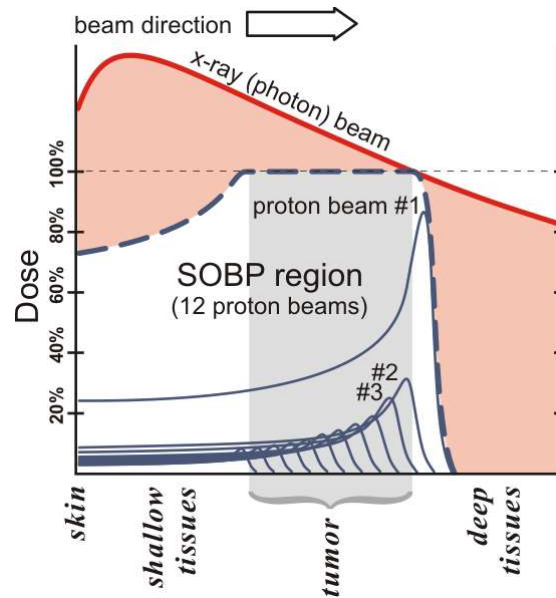 beam direction
x-ray (photon) beam
100%
80%
60%
40%
20%
Dose
proton beam #1
SOBP region
(12 proton beams)
#2
#3
skin
shallow
tissues
tumor
deep
tissues